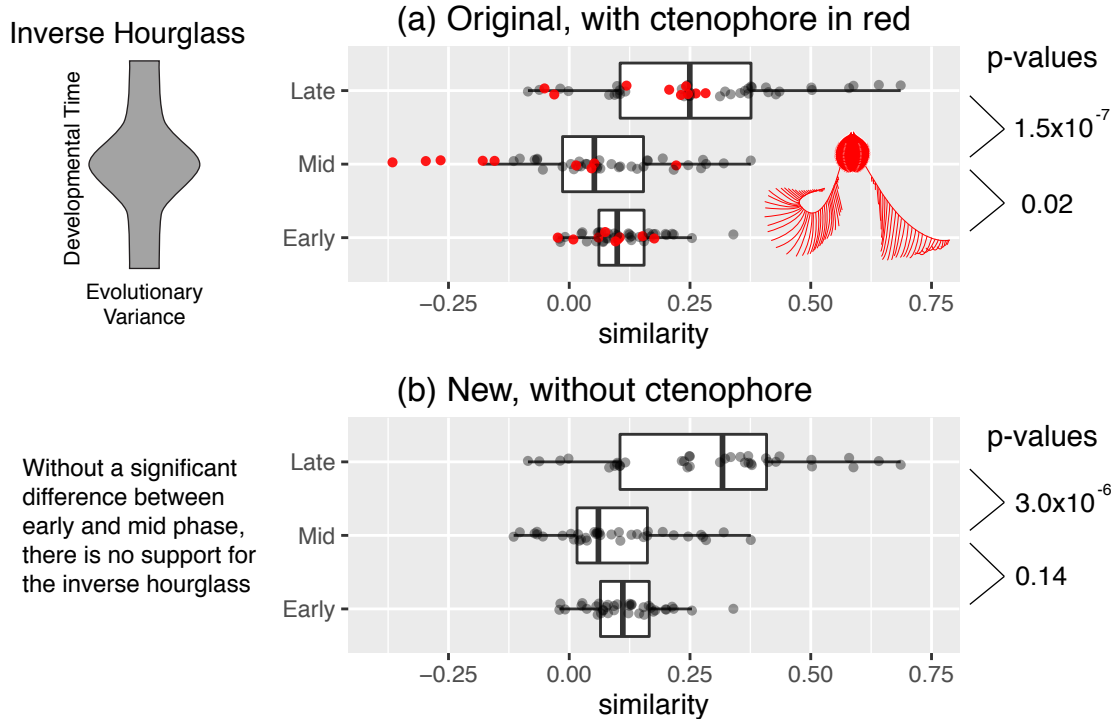 Inverse Hourglass
Developmental Time
Evolutionary
Variance
(a) Original, with ctenophore in red
Late
Mid
Early
−0.25
0.00
0.25
0.50
0.75
similarity
p-values
1.5x10-7
0.02
Without a significant
difference between
early and mid phase,
there is no support for
the inverse hourglass
(b) New, without ctenophore
Late
Mid
Early
−0.25
0.00
0.25
0.50
0.75
similarity
p-values
3.0x10-6
0.14